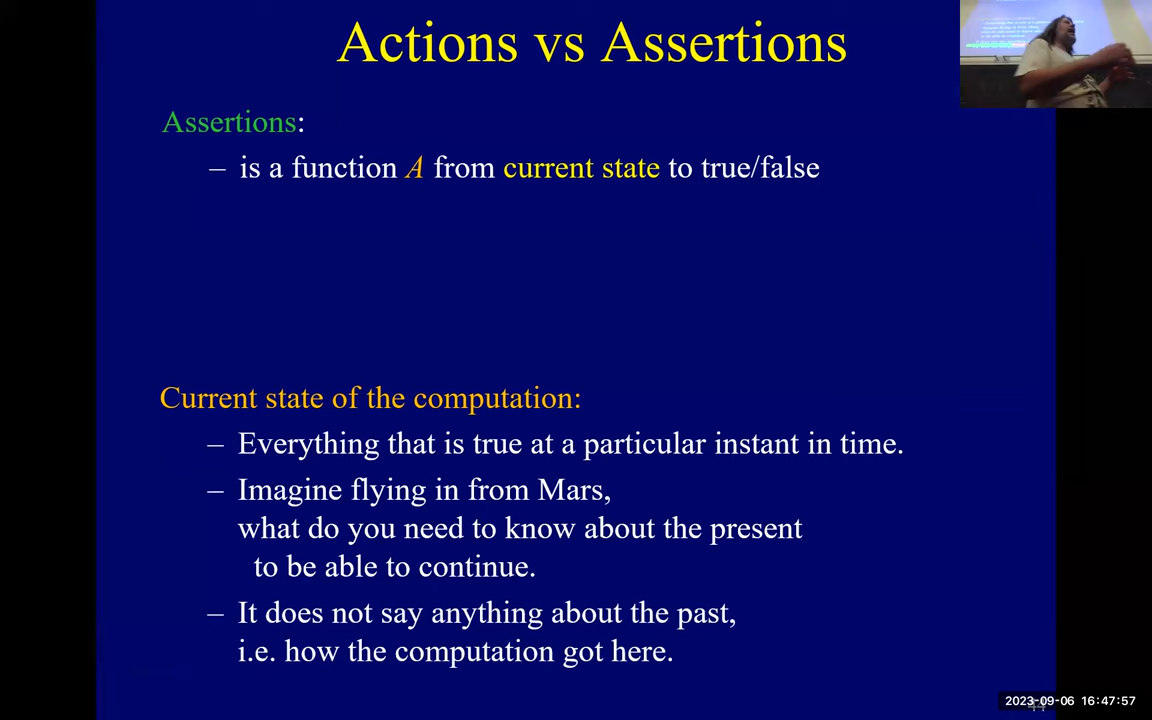 Actions vs Assertions
Assertions:
– is a function A from current state to true/false
Current state of the computation:
– Everything that is true at a particular instant in time.
– Imagine flying in from Mars,
what do you need to know about the present
to be able to continue.
– It does not say anything about the past,
i.e. how the computation got here.
2023-09-06 16:47:57